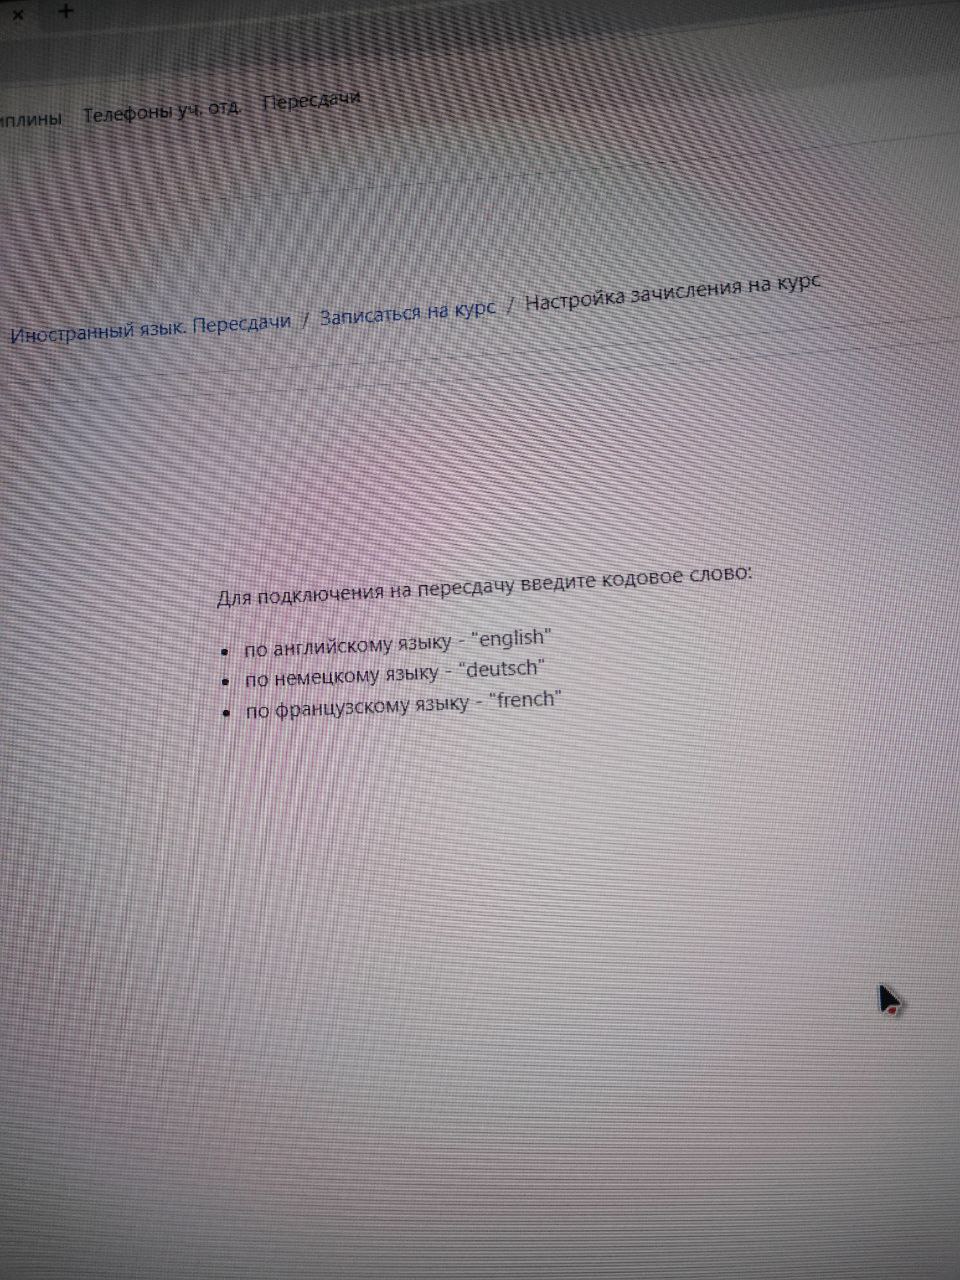 Телефоны уч. отд. Пересдачи
Иностранный язык. Пересдачи / Записаться на курс / Настройка зачисления на курс
Для подключения на пересдачу введите кодовое слово:
• по английскому языку - "english"
• по немецкому языку - "deutsch"
• по французскому языку - "french"